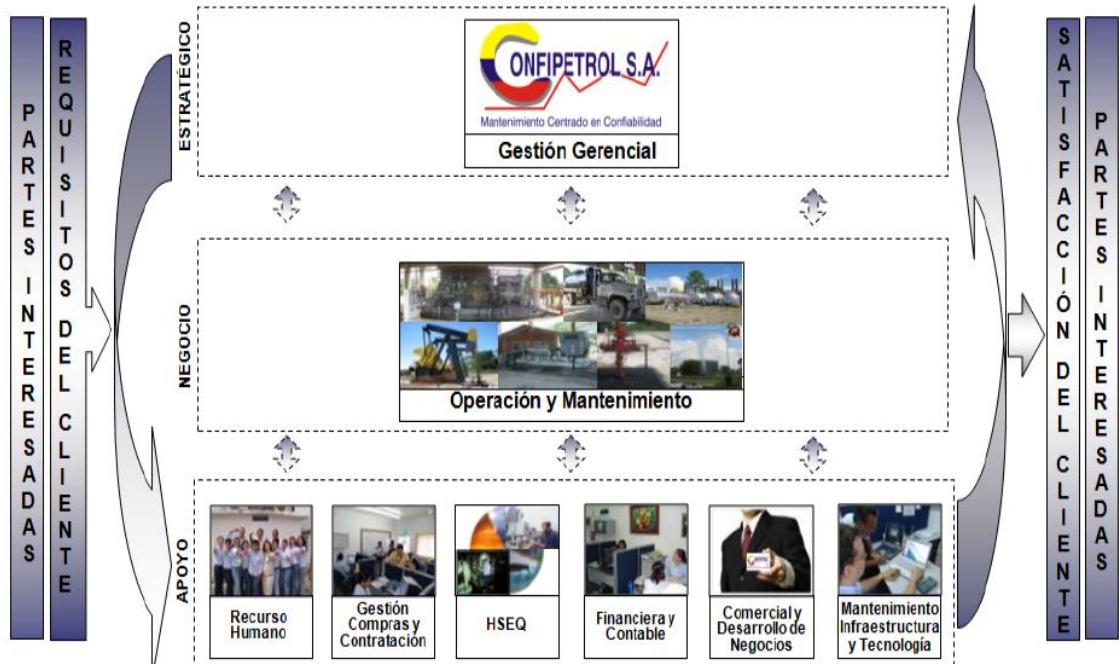 PARTES INTERESADAS
REQUISITOS DEL CLIENTE
ESTRATÉGICO
CONFIPETROL S.A.
Mantenimiento Centrado en Confiabilidad
Gestión Gerencial
NEGOCIO
Operación y Mantenimiento
APOYO
Recurso
Humano
Gestión
Compras y
Contratación
HSEQ
Financiera y
Contable
Comercial y
Desarrollo de
Negocios
Mantenimiento
Infraestructura
y Tecnología
SATISFACCIÓN DEL CLIENTE
PARTES INTERESADAS